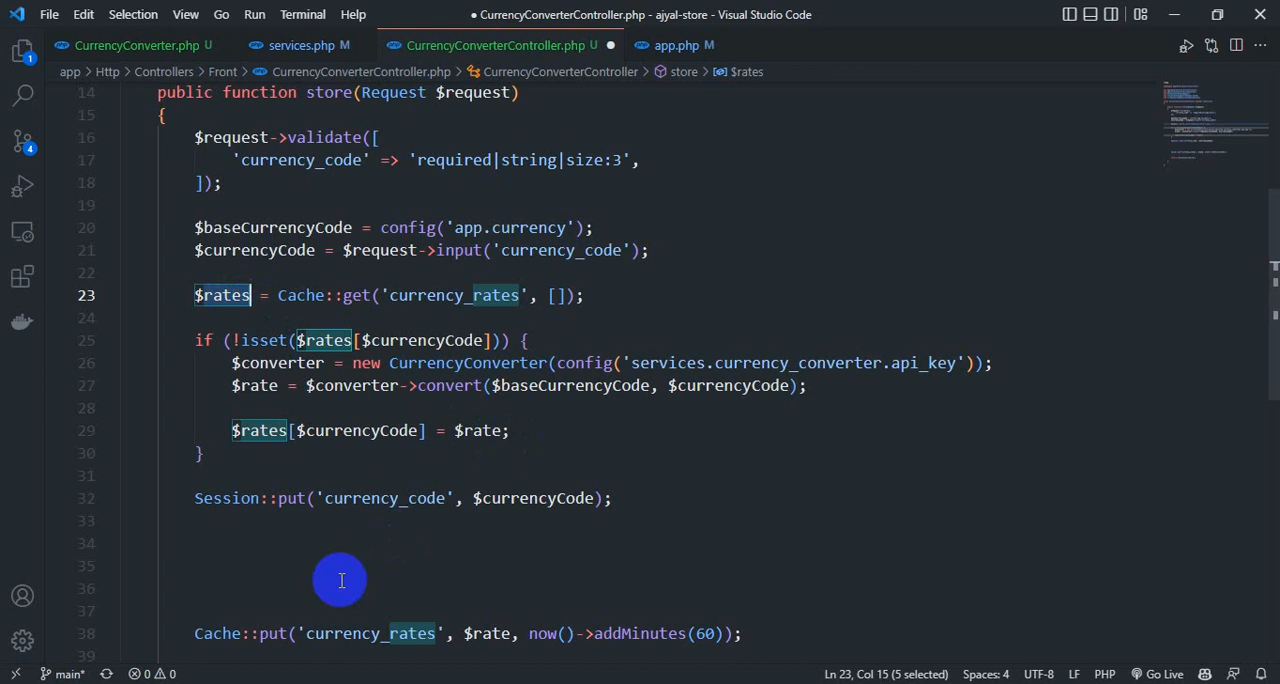 File Edit Selection View Go Run Terminal Help
● CurrencyConverterController.php - ajyal-store - Visual Studio Code
CurrencyConverter.php U
services.php M
CurrencyConverterController.php U ●
app.php M
app > Http > Controllers > Front > CurrencyConverterController.php > CurrencyConverterController > store > $rates
14 public function store(Request $request)
15 {
16 $request->validate([
17 'currency_code' => 'required|string|size:3',
18 ]);
19
20 $baseCurrencyCode = config('app.currency');
21 $currencyCode = $request->input('currency_code');
22
23 $rates = Cache::get('currency_rates', []);
24
25 if (!isset($rates[$currencyCode])) {
26 $converter = new CurrencyConverter(config('services.currency_converter.api_key'));
27 $rate = $converter->convert($baseCurrencyCode, $currencyCode);
28
29 $rates[$currencyCode] = $rate;
30 }
31
32 Session::put('currency_code', $currencyCode);
33
34
35
36
37
38 Cache::put('currency_rates', $rate, now()->addMinutes(60));
39
1
4
main* 0 0 Ln 23, Col 15 (5 selected) Spaces: 4 UTF-8 LF PHP Go Live